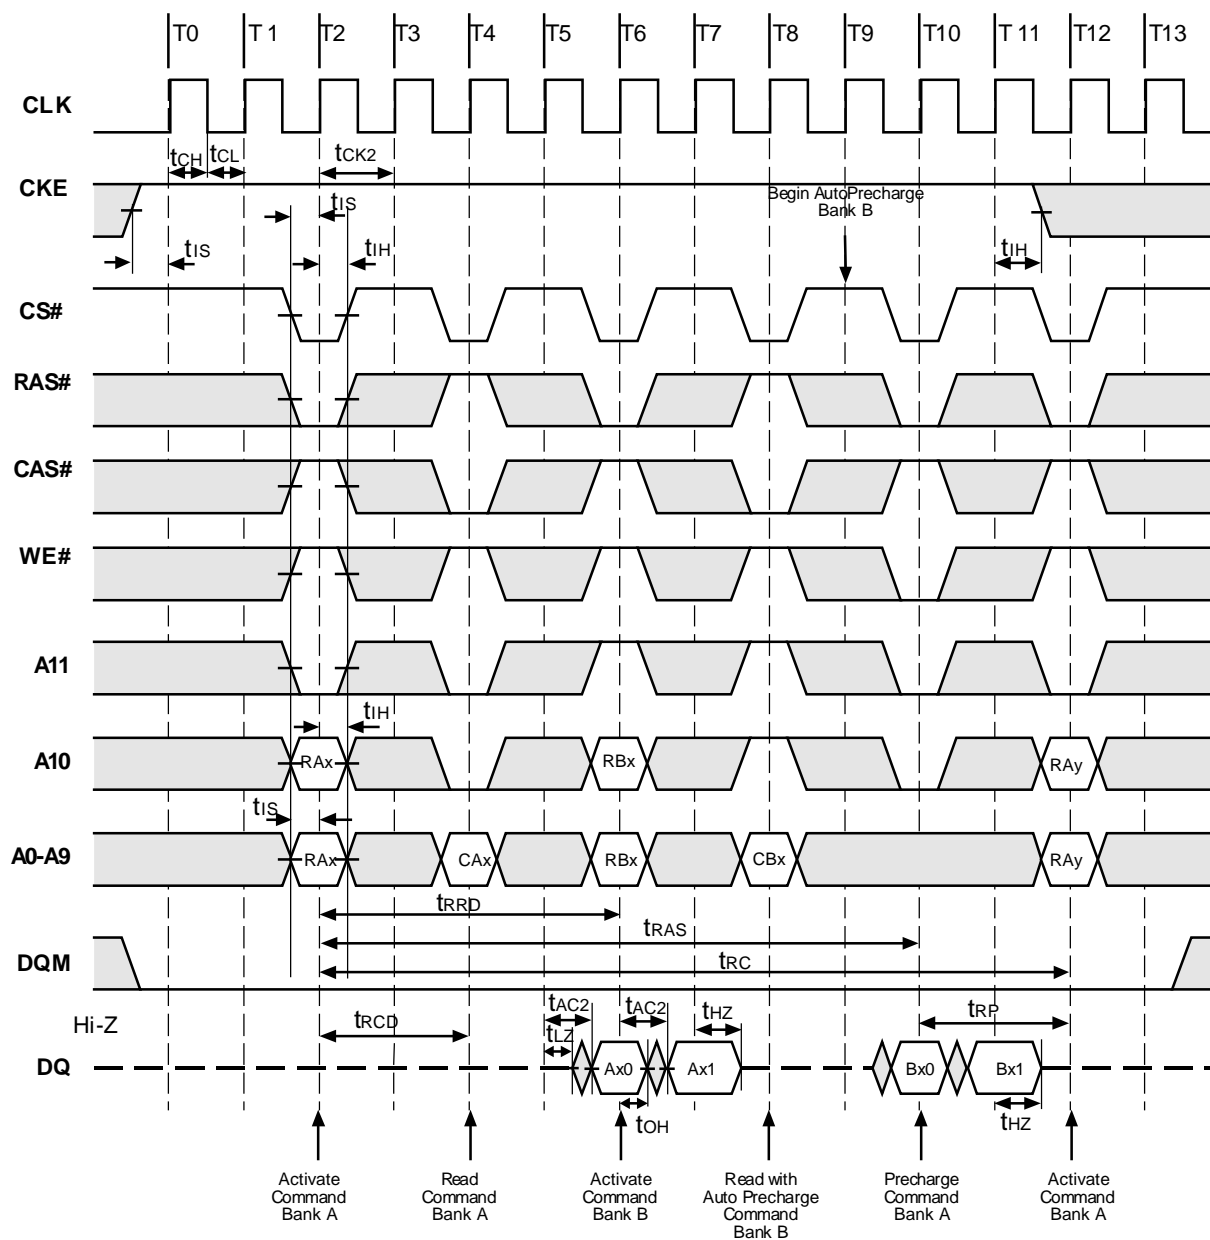 T0 T 1 T2 T3 T4 T5 T6 T7 T8 T9 T10 T 11 T12 T13
CLK
tCH tCL tCK2
CKE
tIS
Begin AutoPrecharge
Bank B
tIS tIH tIH
CS#
RAS#
CAS#
WE#
A11
tIH
A10 RAx RBx RAy
tIS
A0-A9 RAx CAx RBx CBx RAy
tRRD
tRAS
DQM tRC
Hi-Z tRCD tAC2 tAC2 tHZ tRP
tLZ
DQ Ax0 Ax1 Bx0 Bx1
tOH tHZ
Activate
Command
Bank A
Read
Command
Bank A
Activate
Command
Bank B
Read with
Auto Precharge
Command
Bank B
Precharge
Command
Bank A
Activate
Command
Bank A